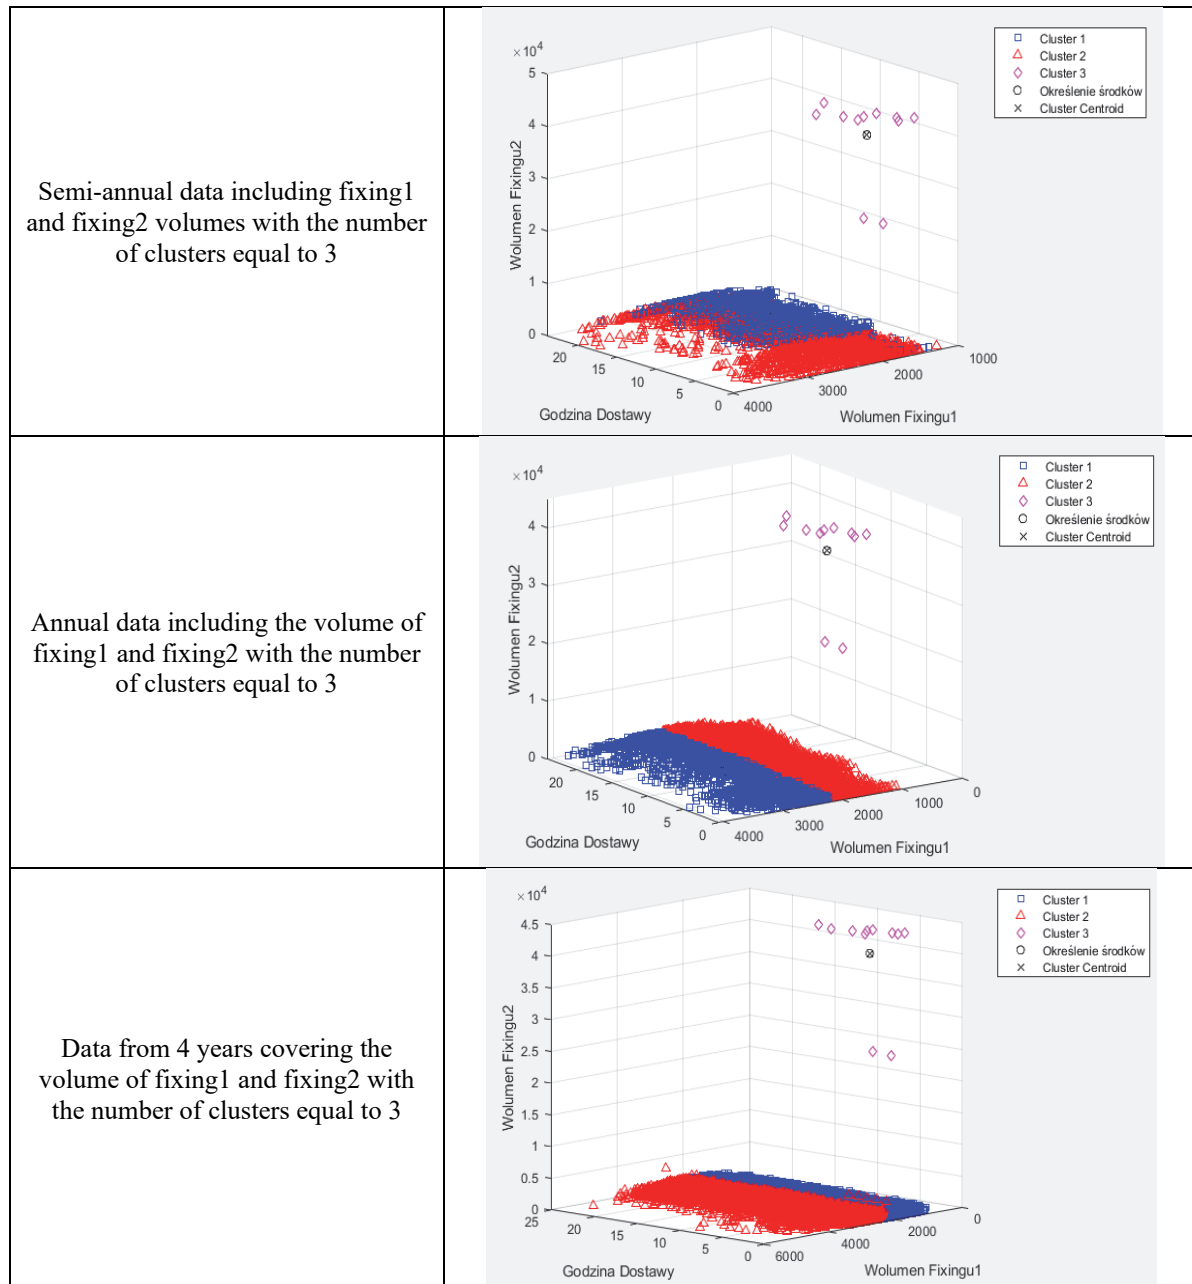 Semi-annual data including fixing1
and fixing2 volumes with the number
of clusters equal to 3
×10⁴
5
4
3
2
1
0
Wolumen Fixingu2
20
15
10
5
0
Godzina Dostawy
4000
3000
2000
1000
Wolumen Fixingu1
Cluster 1
Cluster 2
Cluster 3
Określenie środków
Cluster Centroid
Annual data including the volume of
fixing1 and fixing2 with the number
of clusters equal to 3
×10⁴
4
3
2
1
0
Wolumen Fixingu2
20
15
10
5
0
Godzina Dostawy
4000
3000
2000
1000
0
Wolumen Fixingu1
Cluster 1
Cluster 2
Cluster 3
Określenie środków
Cluster Centroid
Data from 4 years covering the
volume of fixing1 and fixing2 with
the number of clusters equal to 3
×10⁴
4.5
4
3.5
3
2.5
2
1.5
1
0.5
0
Wolumen Fixingu2
25
20
15
10
5
0
Godzina Dostawy
6000
4000
2000
0
Wolumen Fixingu1
Cluster 1
Cluster 2
Cluster 3
Określenie środków
Cluster Centroid